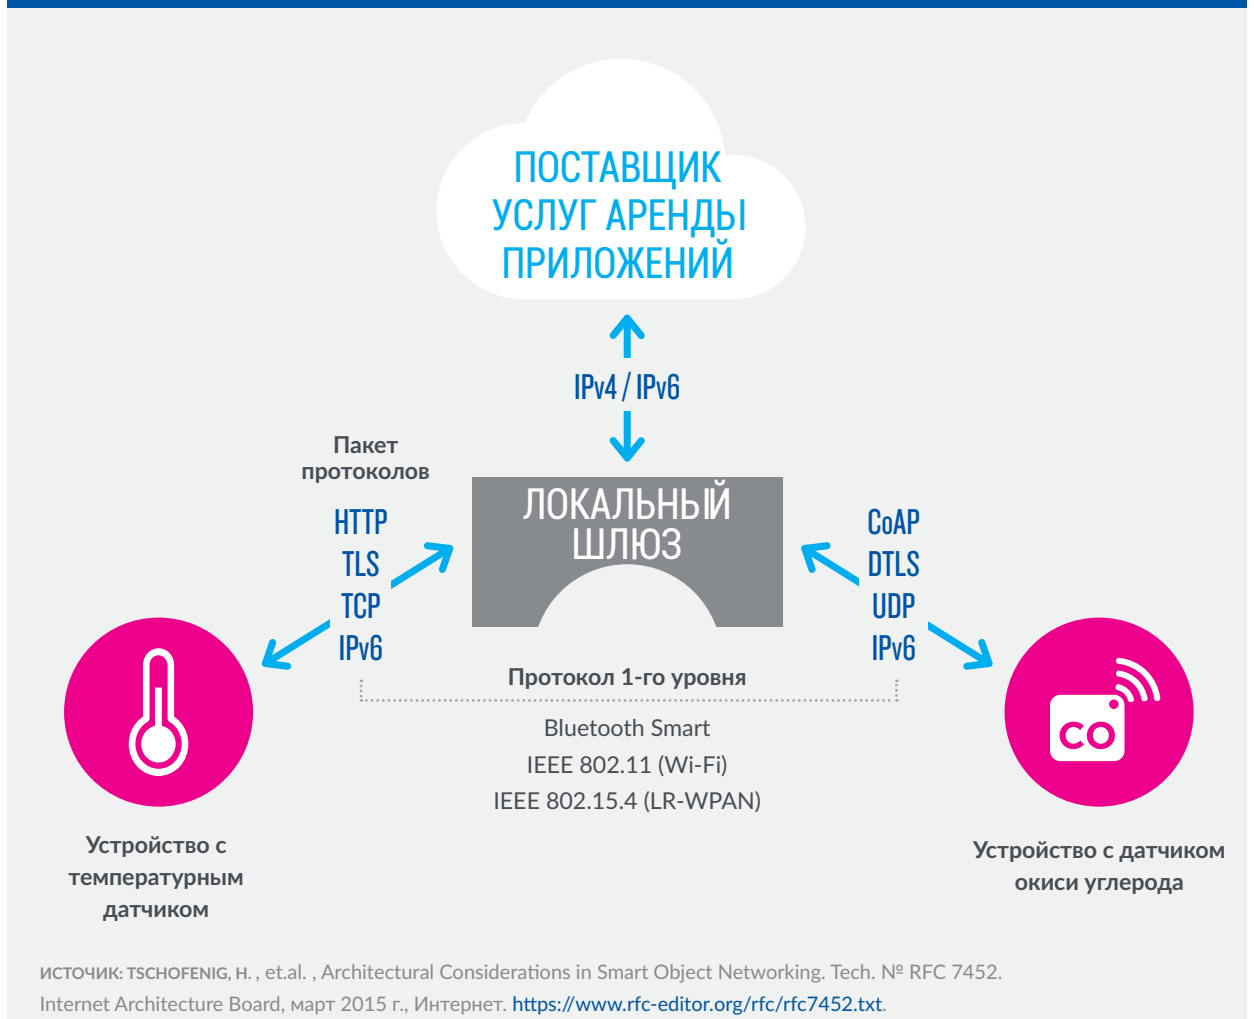 ПОСТАВЩИК
УСЛУГ АРЕНДЫ
ПРИЛОЖЕНИЙ
IPv4 / IPv6
Пакет
протоколов
ЛОКАЛЬНЫЙ
ШЛЮЗ
HTTP
TLS
TCP
IPv6
CoAP
DTLS
UDP
IPv6
Протокол 1-го уровня
Bluetooth Smart
IEEE 802.11 (Wi-Fi)
IEEE 802.15.4 (LR-WPAN)
CO
Устройство с
температурным
датчиком
Устройство с датчиком
окиси углерода
ИСТОЧИК: TSCHOFENIG, H. , et.al. , Architectural Considerations in Smart Object Networking. Tech. № RFC 7452.
Internet Architecture Board, март 2015 г., Интернет. https://www.rfc-editor.org/rfc/rfc7452.txt.